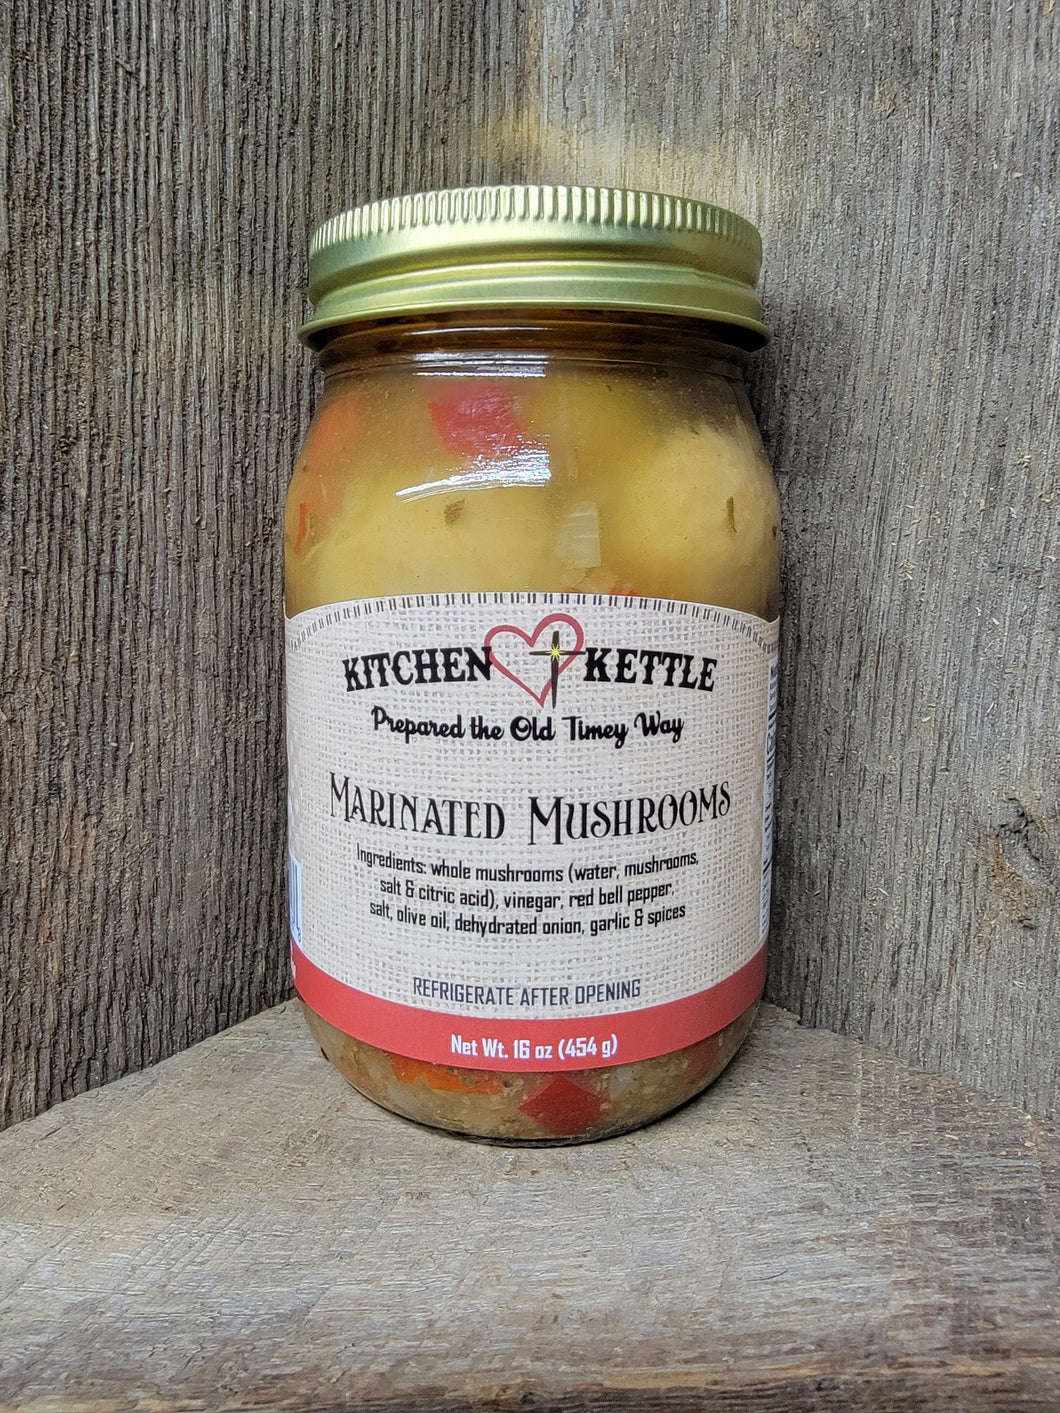 KITCHEN KETTLE
Prepared the Old Timey Way
MARINATED MUSHROOMS
Ingredients: whole mushrooms (water, mushrooms,
salt & citric acid), vinegar, red bell pepper,
salt, olive oil, dehydrated onion, garlic & spices
REFRIGERATE AFTER OPENING
Net Wt. 16 oz (454 g)